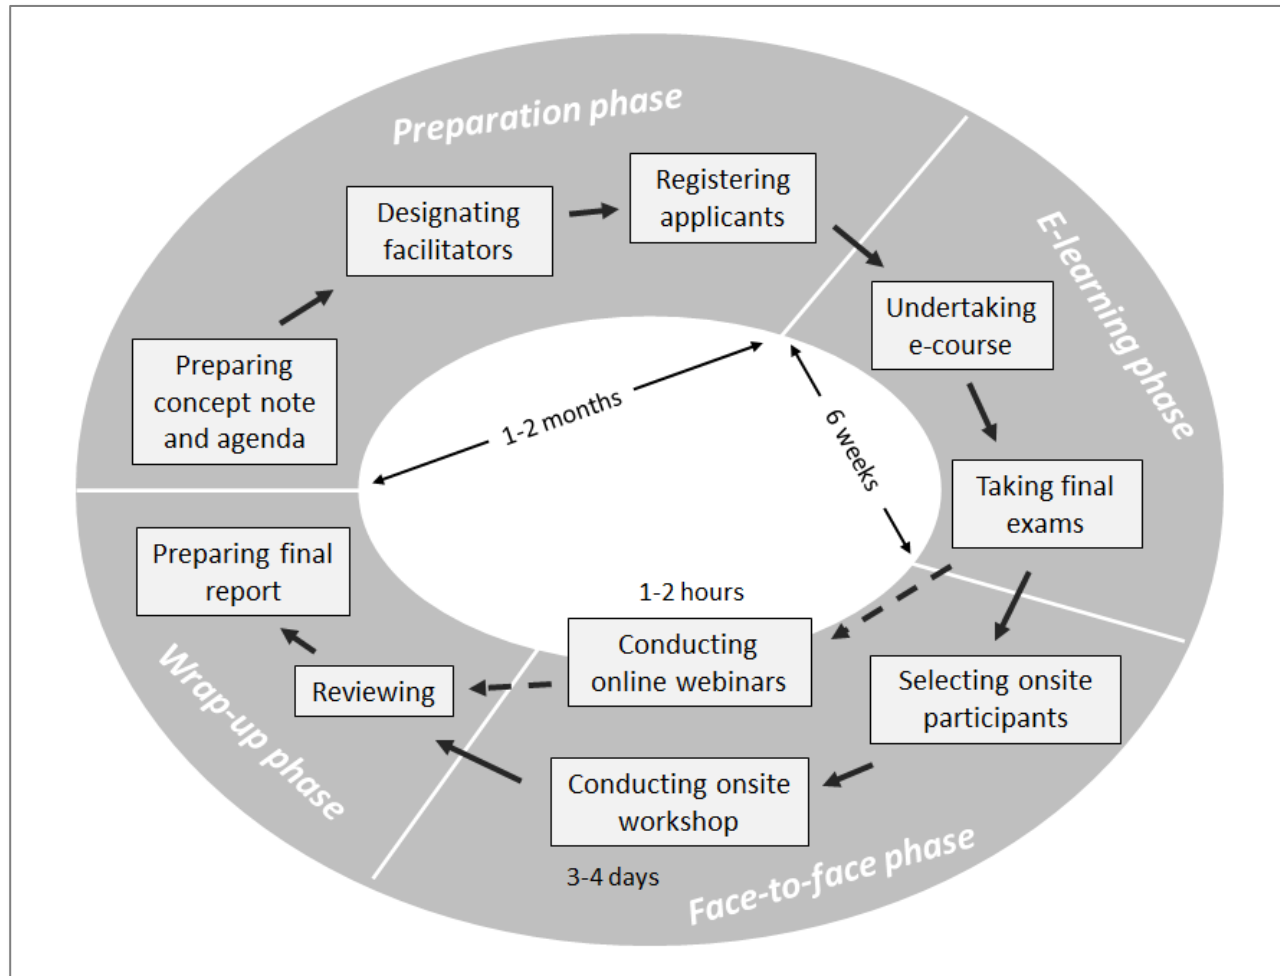 Preparation phase
Preparing
concept note
and agenda
Designating
facilitators
Registering
applicants
1-2 months
E-learning phase
Undertaking
e-course
Taking final
exams
6 weeks
Face-to-face phase
1-2 hours
Conducting
online webinars
Selecting onsite
participants
Conducting onsite
workshop
3-4 days
Wrap-up phase
Reviewing
Preparing final
report